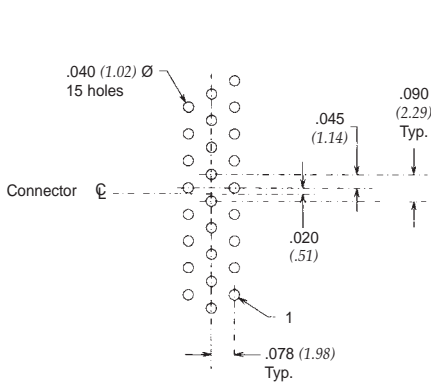 .040 (1.02) Ø
15 holes
.090
(2.29)
Typ.
.045
(1.14)
Connector ℄
.020
(.51)
1
.078 (1.98)
Typ.